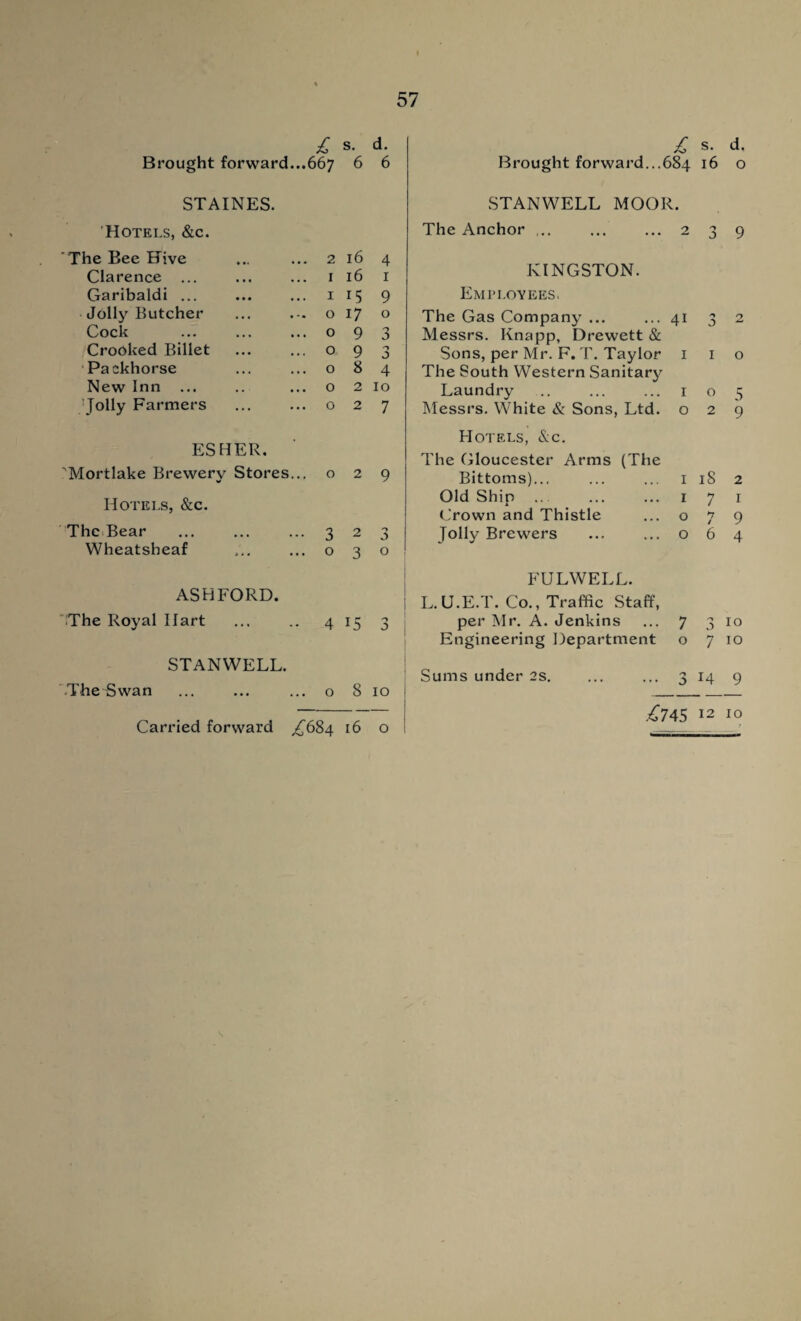 57
£ s. d.
Brought forward...667 6 6
STAINES.
Hotels, &c.
The Bee Hive ... ... 2 16 4
Clarence ... ... ... 1 16 1
Garibaldi ... ... ... 1 15 9
Jolly Butcher ... ... 0 17 0
Cock ... ... ... 0 9 3
Crooked Billet ... ... 0 9 3
Packhorse ... ... 0 8 4
New Inn ... .. ... 0 2 10
Jolly Farmers ... ... 0 2 7
ESHER.
Mortlake Brewery Stores... 0 2 9
Hotels, &c.
The Bear ... ... ... 3 2 3
Wheatsheaf ... ... 0 3 0
ASHFORD.
The Royal Hart ... .. 4 15 3
STANWELL.
The Swan ... ... ... 0 8 10
Carried forward £684 16 0
£ s. d.
Brought forward...684 16 0
STANWELL MOOR.
The Anchor ... ... ... 2 3 9
KINGSTON.
Employees.
The Gas Company ... ... 41 3 2
Messrs. Knapp, Drewett &
Sons, per Mr. F. T. Taylor 1 1 0
The South Western Sanitary
Laundry .. ... ... 1 0 5
Messrs. White & Sons, Ltd. 0 2 9
Hotels, &c.
The Gloucester Arms (The
Bittoms)... ... ... 1 18 2
Old Ship .. ... ... 1 7 1
Crown and Thistle ... 0 7 9
Jolly Brewers ... ... 0 6 4
FULWELL.
L.U.E.T. Co., Traffic Staff,
per Mr. A. Jenkins ... 7 3 10
Engineering Department 0 7 10
Sums under 2s. ... ... 3 14 9
£745 12 10